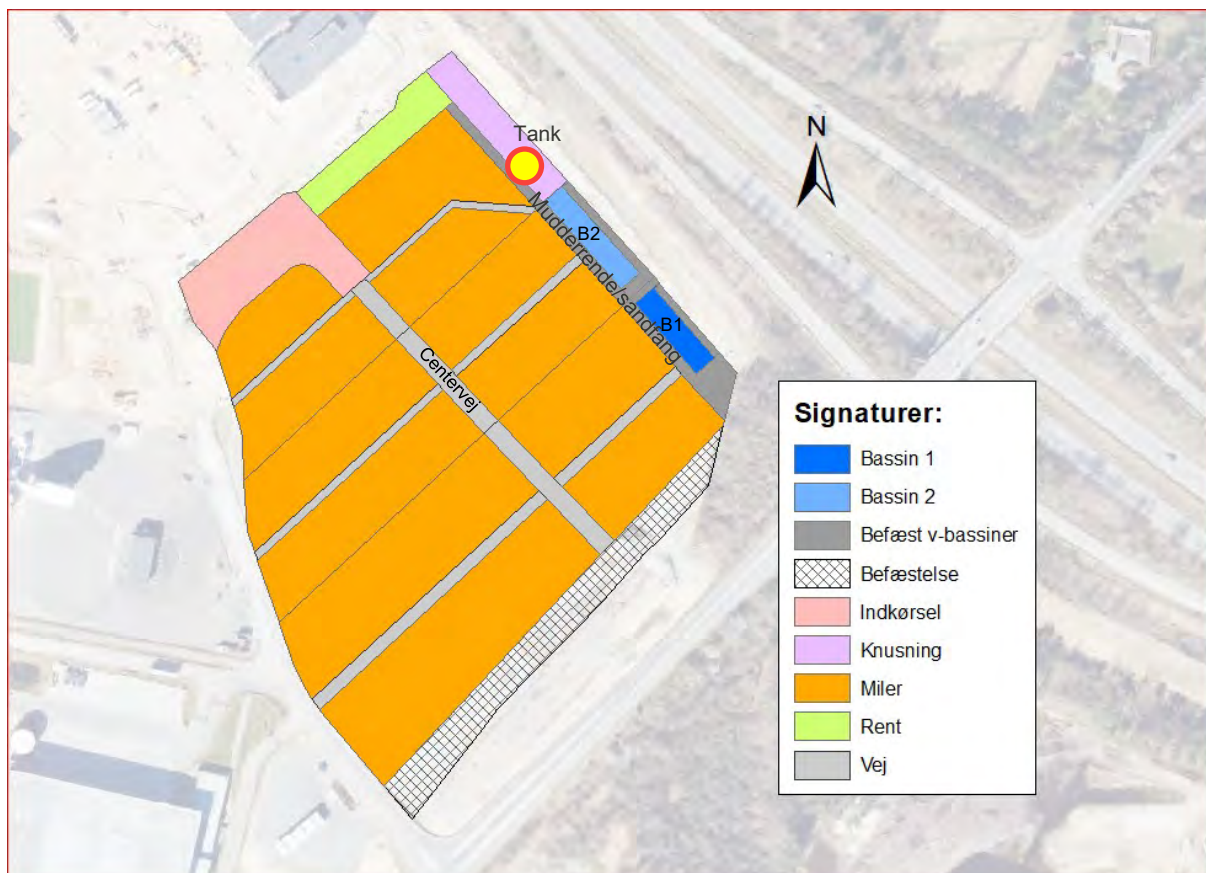 Tank
N
Mudderrende/sandfang
B2
B1
Centervej
Signaturer:
Bassin 1
Bassin 2
Befæst v-bassiner
Befæstelse
Indkørsel
Knusning
Miler
Rent
Vej